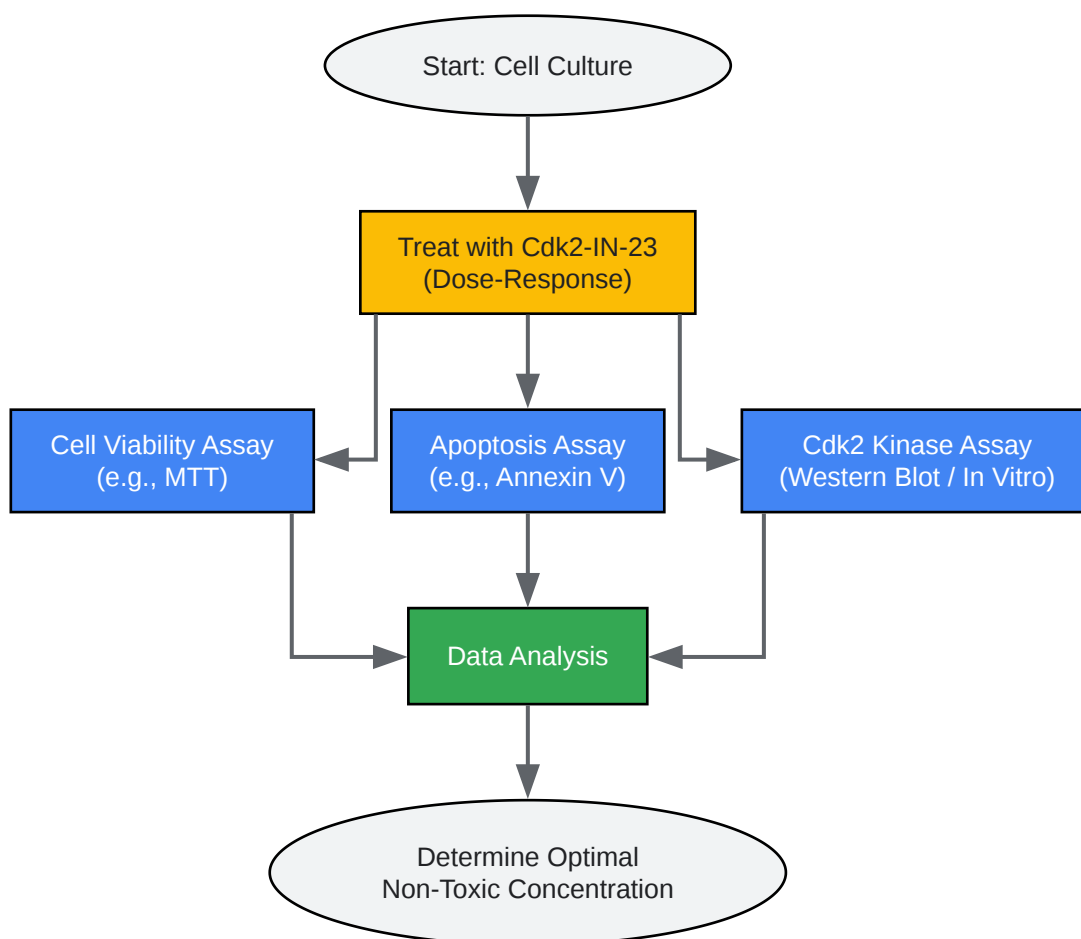 Start: Cell Culture
Treat with Cdk2-IN-23
(Dose-Response)
Cell Viability Assay
(e.g., MTT)
Apoptosis Assay
(e.g., Annexin V)
Cdk2 Kinase Assay
(Western Blot / In Vitro)
Data Analysis
Determine Optimal
Non-Toxic Concentration